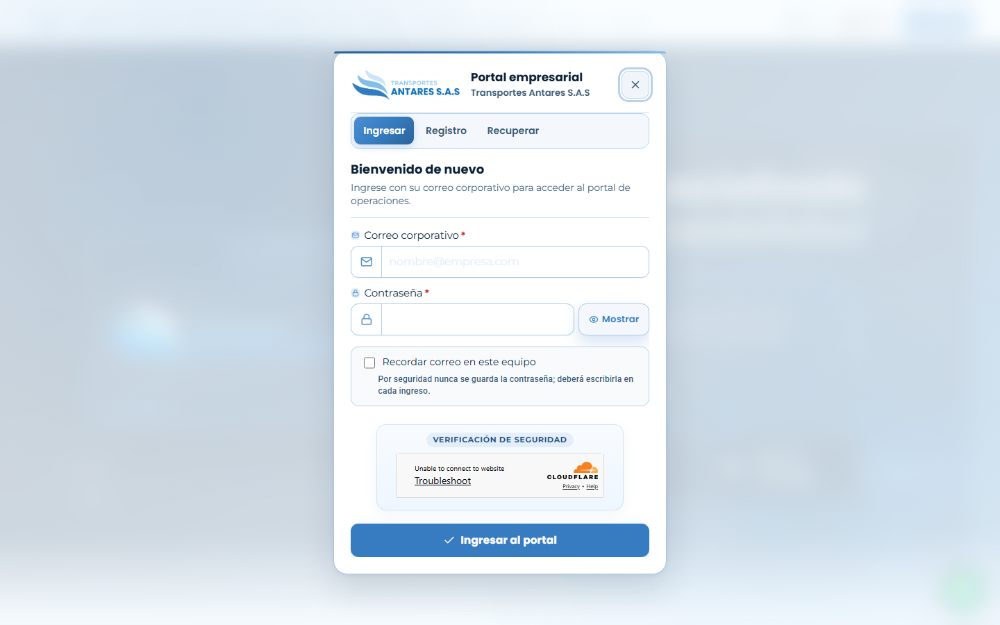 TRANSPORTES
ANTARES S.A.S
Portal empresarial
Transportes Antares S.A.S
Ingresar
Registro
Recuperar
Bienvenido de nuevo
Ingrese con su correo corporativo para acceder al portal de
operaciones.
Correo corporativo *
nombre@empresa.com
Contraseña *
Mostrar
Recordar correo en este equipo
Por seguridad nunca se guarda la contraseña; deberá escribirla en
cada ingreso.
VERIFICACIÓN DE SEGURIDAD
Unable to connect to website
Troubleshoot
CLOUDFLARE
Privacy • Help
Ingresar al portal